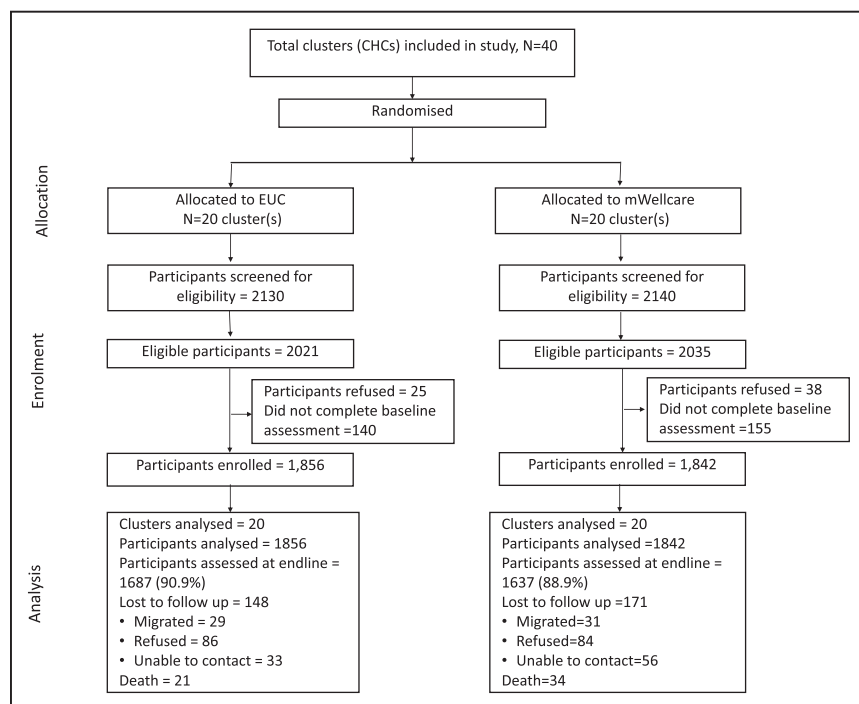 Total clusters (CHCs) included in study, N=40
Randomised
Allocation
Allocated to EUC
N=20 cluster(s)
Allocated to mWellcare
N=20 cluster(s)
Participants screened for
eligibility = 2130
Participants screened for
eligibility = 2140
Enrolment
Eligible participants = 2021
Eligible participants = 2035
Participants refused = 25
Did not complete baseline
assessment =140
Participants refused = 38
Did not complete baseline
assessment =155
Participants enrolled = 1,856
Participants enrolled = 1,842
Analysis
Clusters analysed = 20
Participants analysed = 1856
Participants assessed at endline =
1687 (90.9%)
Lost to follow up = 148
• Migrated = 29
• Refused = 86
• Unable to contact = 33
Death = 21
Clusters analysed = 20
Participants analysed =1842
Participants assessed at endline
=1637 (88.9%)
Lost to follow up =171
• Migrated=31
• Refused=84
• Unable to contact=56
Death=34